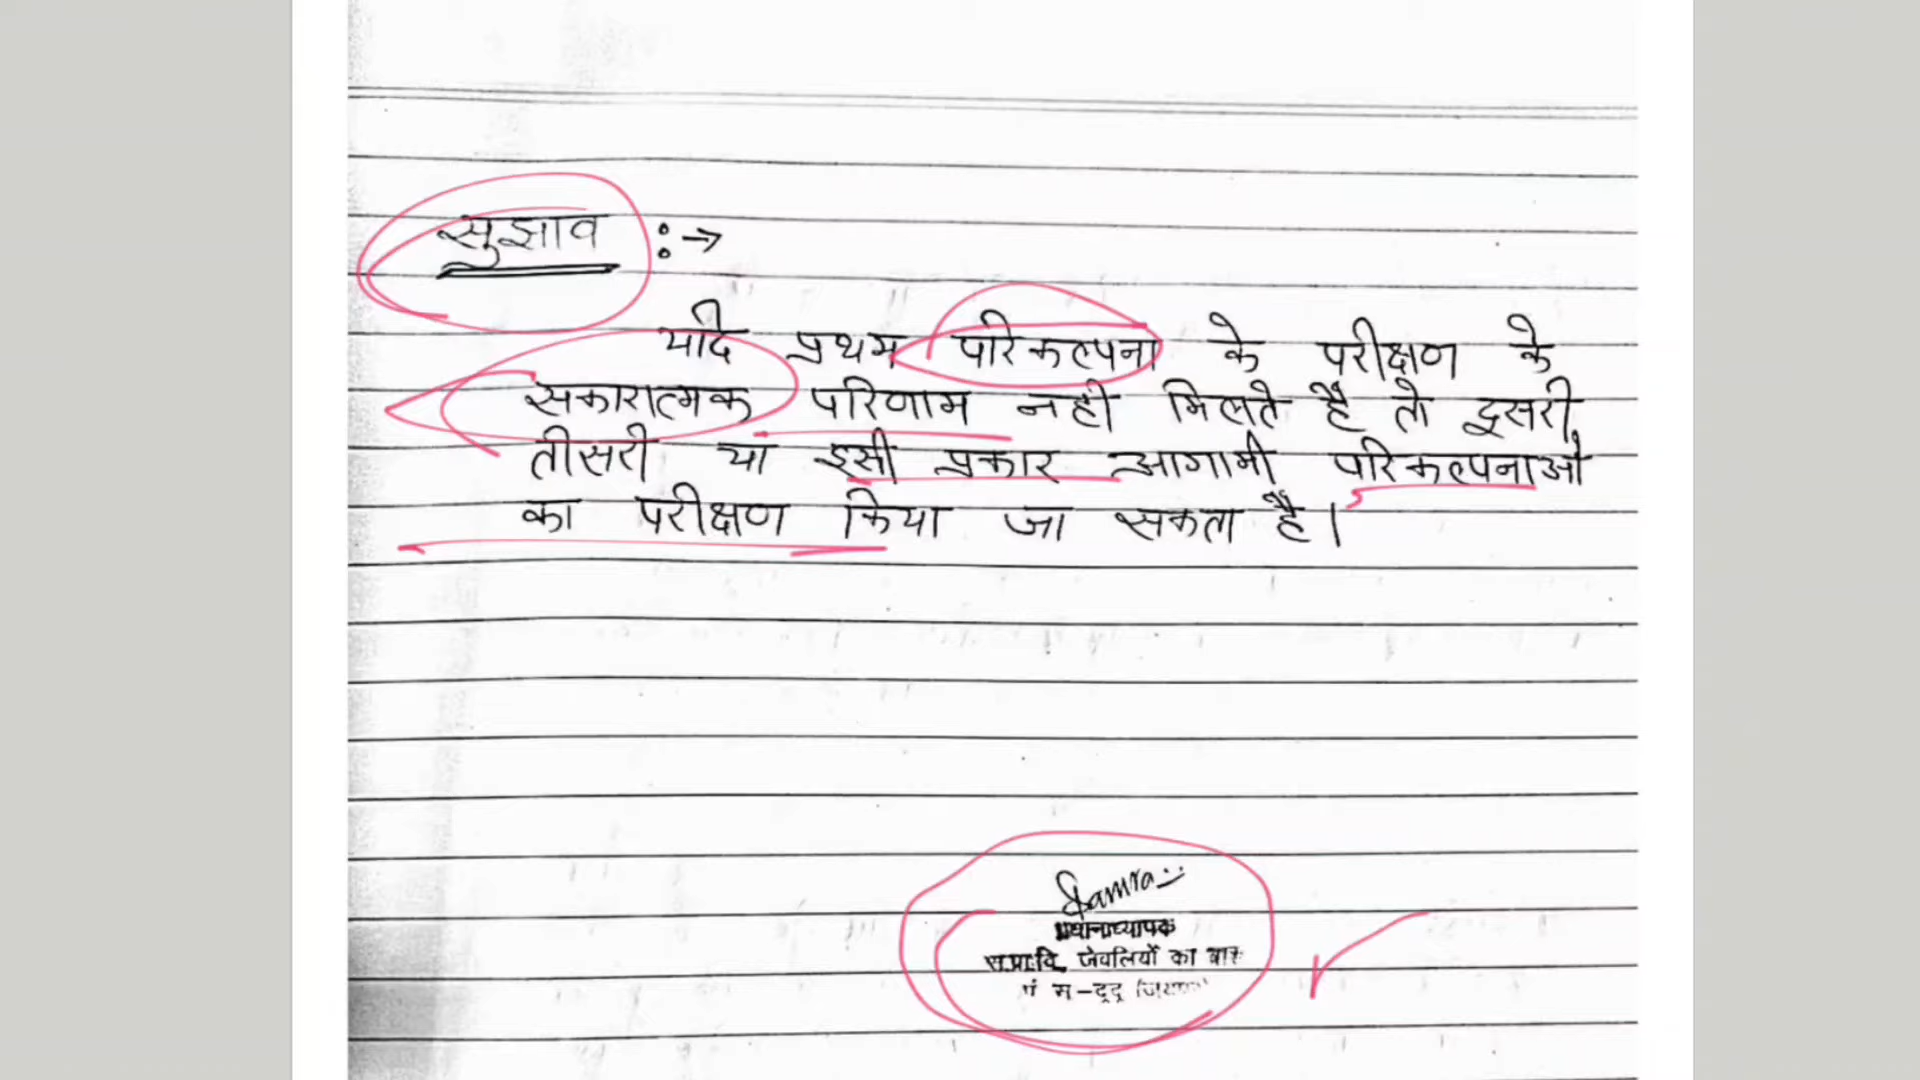 सुझाव :→
यदि प्रथम परिकल्पना के परीक्षण के
सकारात्मक परिणाम नही मिलते है तो दूसरी,
तीसरी या इसी प्रकार आगामी परिकल्पनाओ
का परीक्षण किया जा सकता है।
प्रधानाध्यापक
रा.प्रा.वि. जेवलियों का